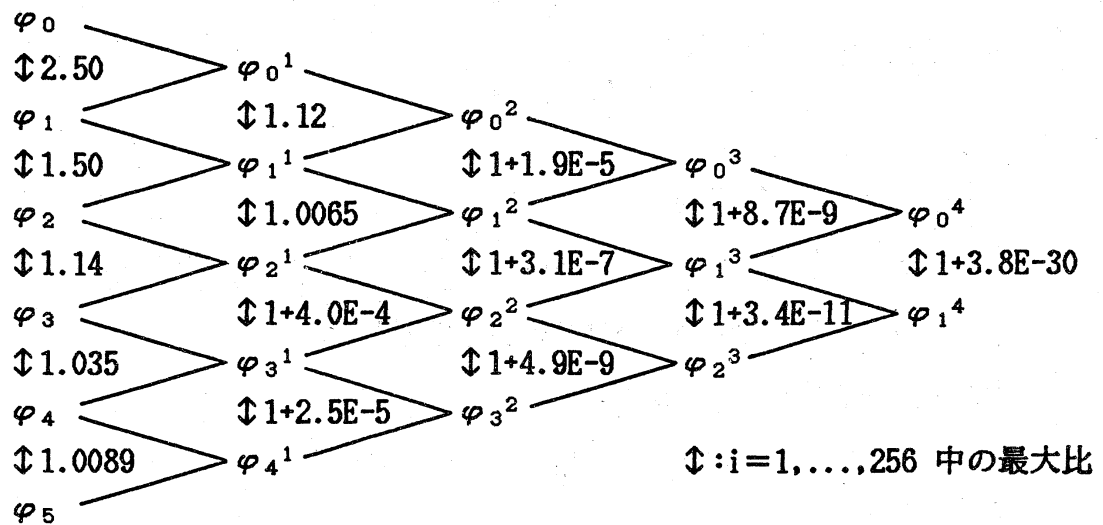 φ₀
↕2.50 φ₀¹
φ₁ ↕1.12 φ₀²
↕1.50 φ₁¹ ↕1+1.9E-5 φ₀³
φ₂ ↕1.0065 φ₁² ↕1+8.7E-9 φ₀⁴
↕1.14 φ₂¹ ↕1+3.1E-7 φ₁³ ↕1+3.8E-30
φ₃ ↕1+4.0E-4 φ₂² ↕1+3.4E-11 φ₁⁴
↕1.035 φ₃¹ ↕1+4.9E-9 φ₂³
φ₄ ↕1+2.5E-5 φ₃²
↕1.0089 φ₄¹ ↕:i=1,...,256 中の最大比
φ₅